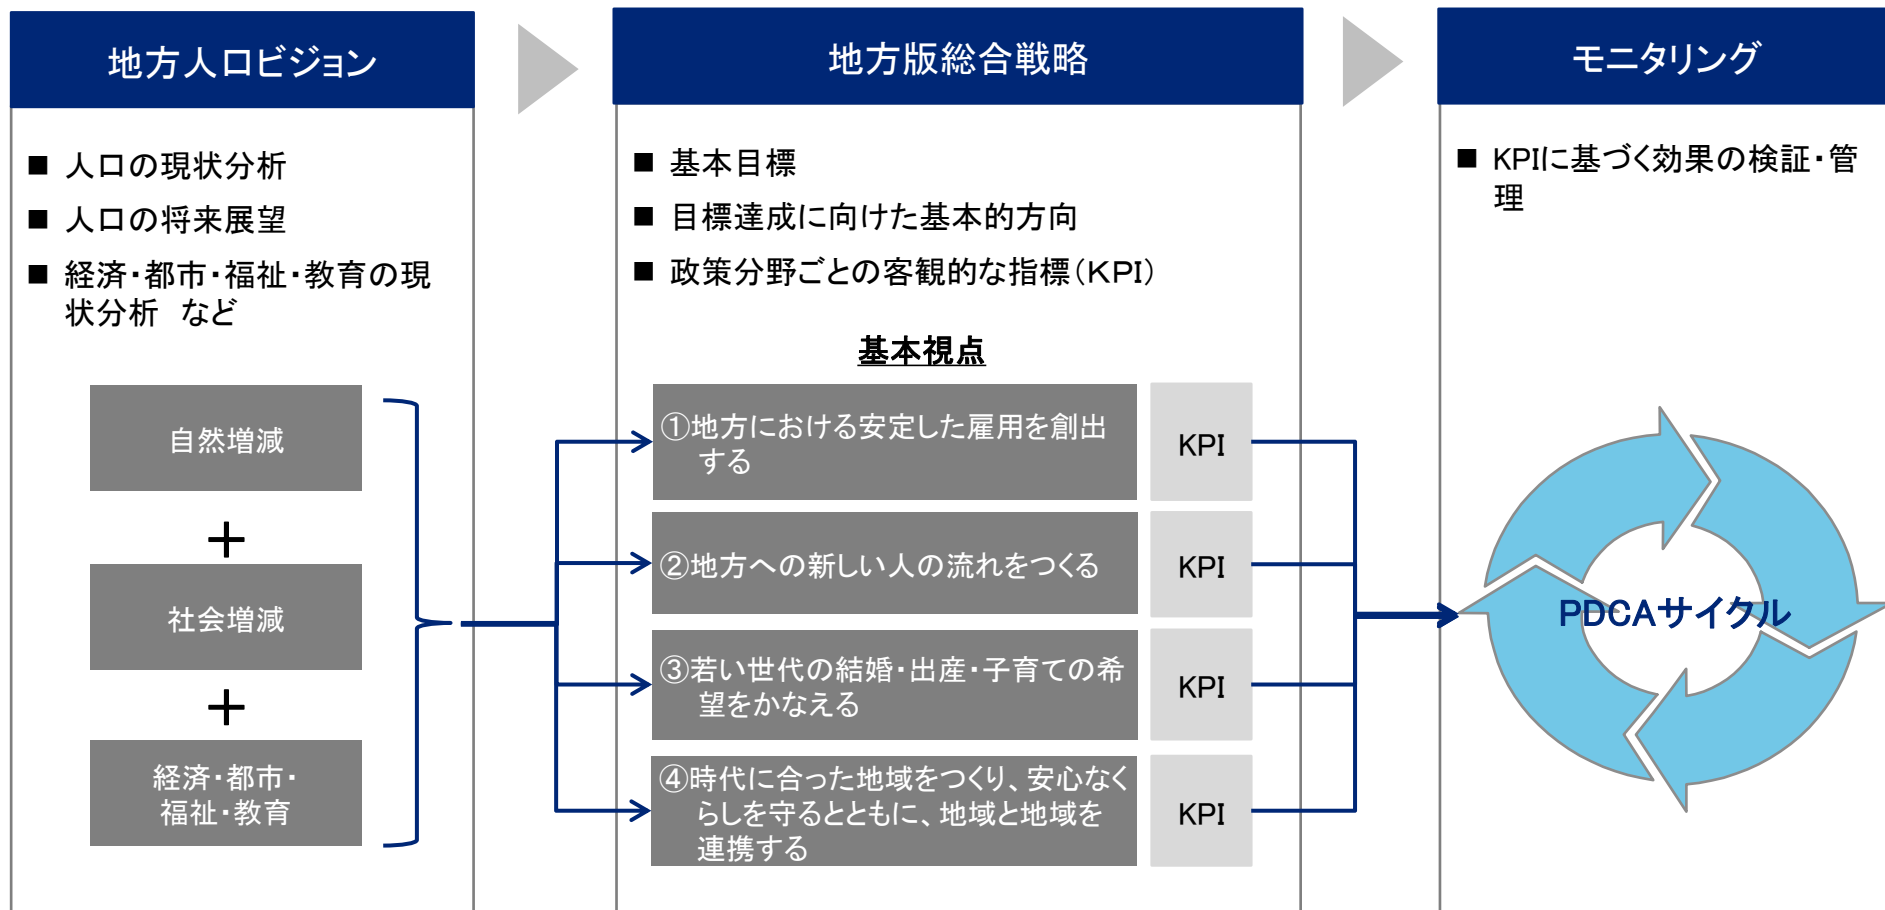 地方人口ビジョン
■ 人口の現状分析
■ 人口の将来展望
■ 経済・都市・福祉・教育の現
状分析　など
自然増減
＋
社会増減
＋
経済・都市・
福祉・教育
地方版総合戦略
■ 基本目標
■ 目標達成に向けた基本的方向
■ 政策分野ごとの客観的な指標（KPI）
基本視点
①地方における安定した雇用を創出
する
KPI
②地方への新しい人の流れをつくる
KPI
③若い世代の結婚・出産・子育ての希
望をかなえる
KPI
④時代に合った地域をつくり、安心なく
らしを守るとともに、地域と地域を
連携する
KPI
モニタリング
■ KPIに基づく効果の検証・管
理
PDCAサイクル